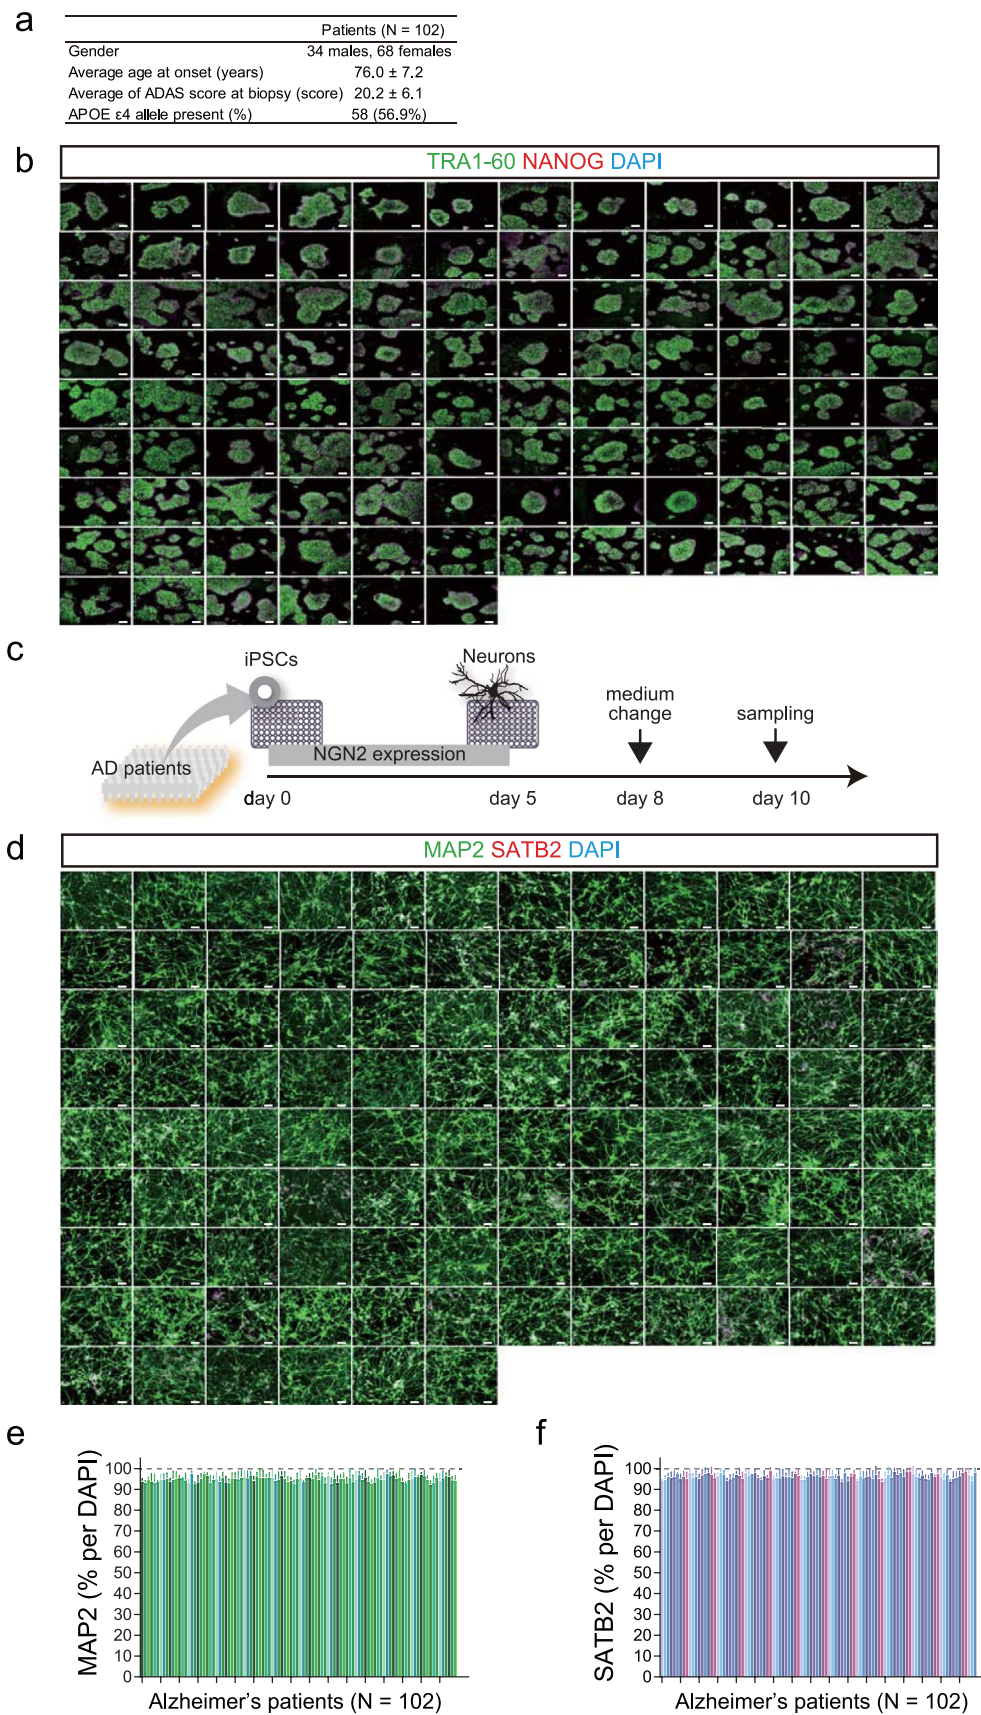 a
Patients (N = 102)
Gender 34 males, 68 females
Average age at onset (years) 76.0 ± 7.2
Average of ADAS score at biopsy (score) 20.2 ± 6.1
APOE ε4 allele present (%) 58 (56.9%)
b
TRA1-60 NANOG DAPI
c
iPSCs
Neurons
medium
change
sampling
AD patients
NGN2 expression
day 0
day 5
day 8
day 10
d
MAP2 SATB2 DAPI
e
MAP2 (% per DAPI)
100
90
80
70
60
50
40
30
20
10
0
Alzheimer's patients (N = 102)
f
SATB2 (% per DAPI)
100
90
80
70
60
50
40
30
20
10
0
Alzheimer's patients (N = 102)